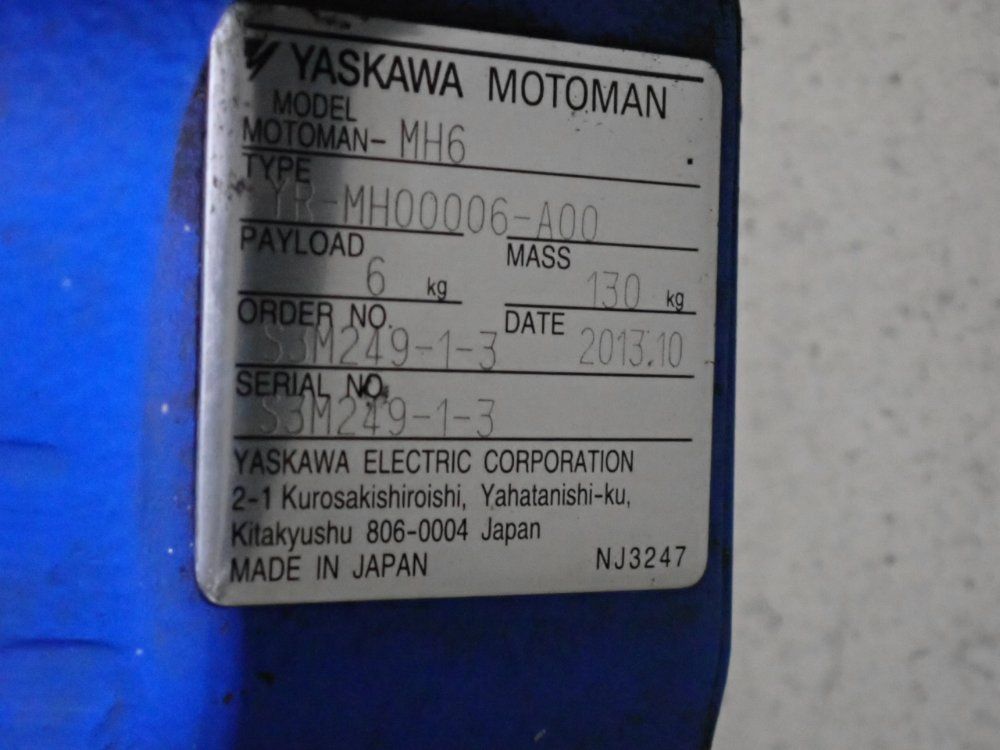 YASKAWA MOTOMAN
MODEL
MOTOMAN- MH6
TYPE
YR-MH00006-A00
PAYLOAD 6 kg
MASS 130 kg
ORDER NO. S3M249-1-3
DATE 2013.10
SERIAL NO. S3M249-1-3
YASKAWA ELECTRIC CORPORATION
2-1 Kurosakishiroishi, Yahatanishi-ku,
Kitakyushu 806-0004 Japan
MADE IN JAPAN NJ3247